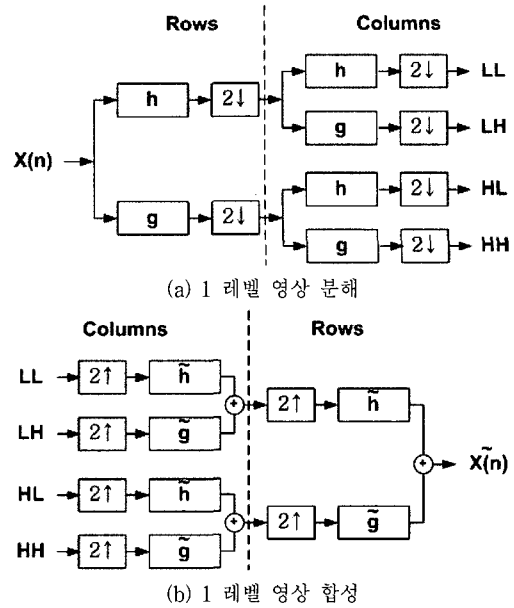 Rows Columns
h 2↓ h 2↓ LL
g 2↓ LH
X(n)
h 2↓ HL
g 2↓ g 2↓ HH
(a) 1 레벨 영상 분해
Columns Rows
LL 2↑ h̃ 2↑ h̃
+
LH 2↑ g̃
+ X̃(n)
HL 2↑ h̃
+ 2↑ g̃
HH 2↑ g̃
(b) 1 레벨 영상 합성